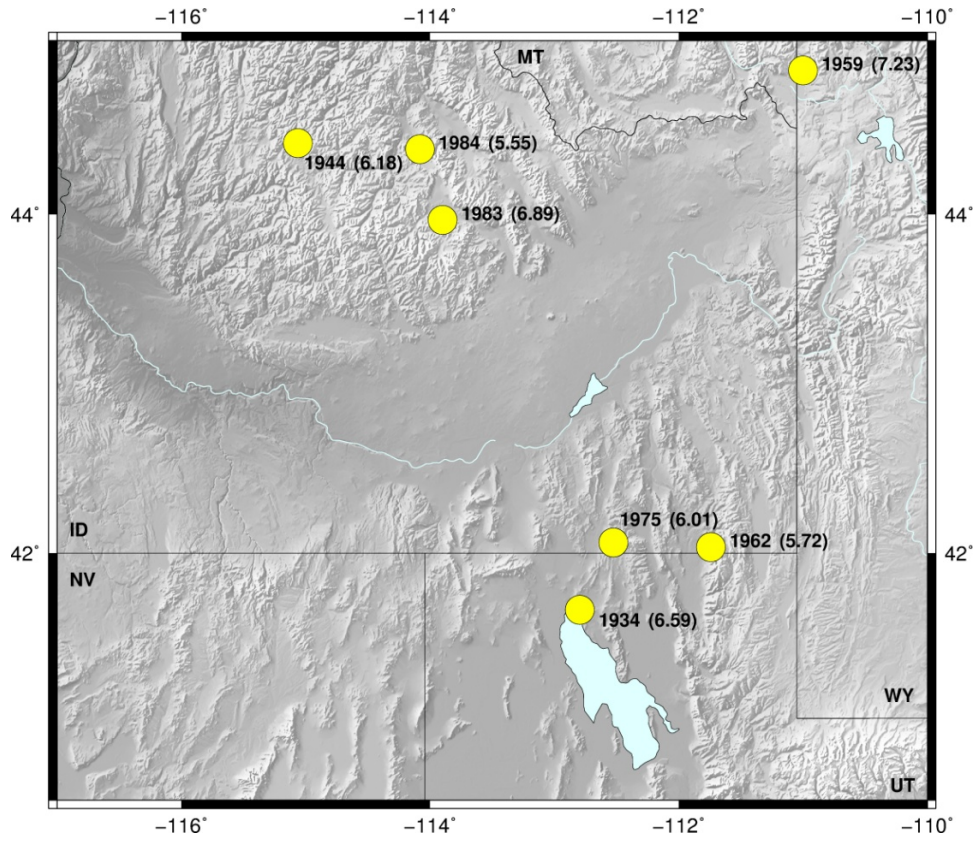 −116˚ −114˚ −112˚ −110˚
MT
1959 (7.23)
1984 (5.55)
1944 (6.18)
44˚ 1983 (6.89) 44˚
1975 (6.01)
ID
1962 (5.72)
42˚ 42˚
NV
1934 (6.59)
WY
UT
−116˚ −114˚ −112˚ −110˚